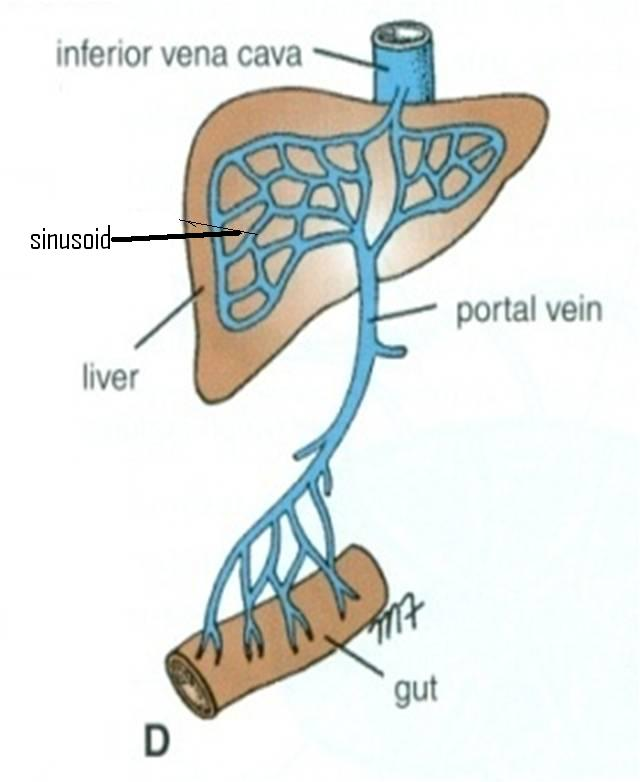 inferior vena cava
sinusoid
portal vein
liver
gut
D